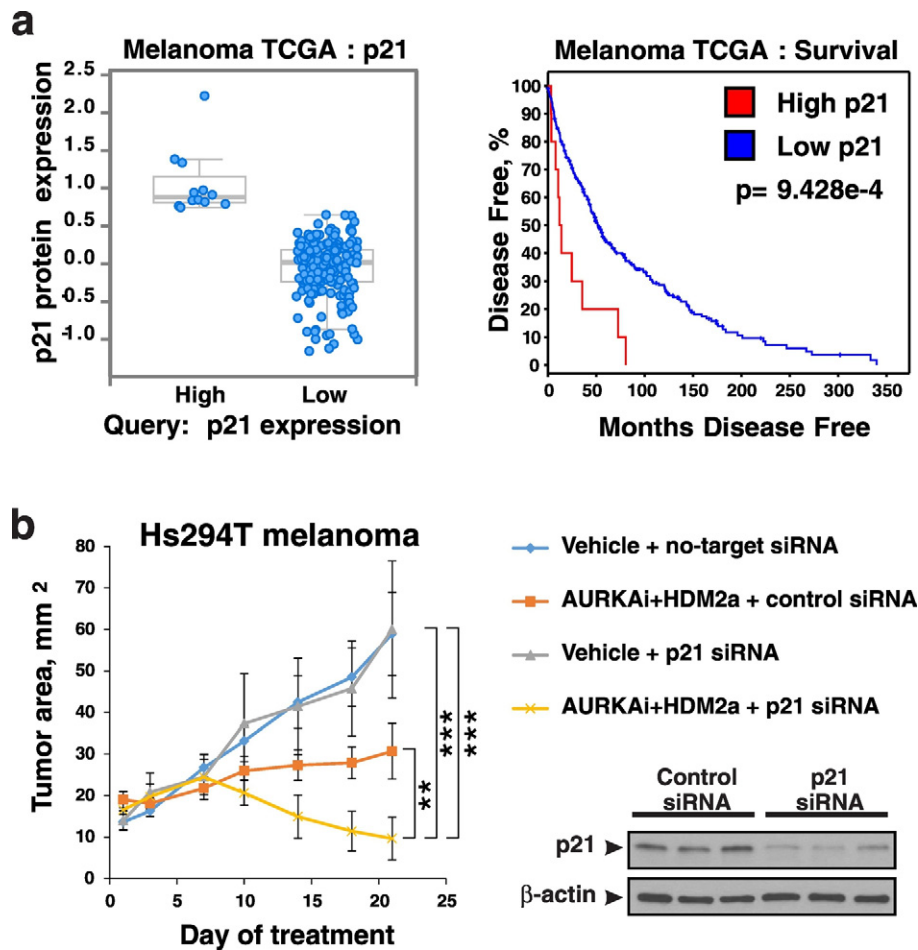 a
Melanoma TCGA : p21
2.5
2.0
1.5
1.0
0.5
0.0
-0.5
-1.0
p21 protein expression
High
Low
Query: p21 expression
Melanoma TCGA : Survival
100
90
80
70
60
50
40
30
20
10
0
Disease Free, %
High p21
Low p21
p= 9.428e-4
0 50 100 150 200 250 300 350
Months Disease Free
b
Hs294T melanoma
80
70
60
50
40
30
20
10
0
Tumor area, mm 2
**
***
***
0 5 10 15 20 25
Day of treatment
Vehicle + no-target siRNA
AURKAi+HDM2a + control siRNA
Vehicle + p21 siRNA
AURKAi+HDM2a + p21 siRNA
Control
siRNA
p21
siRNA
p21
β-actin